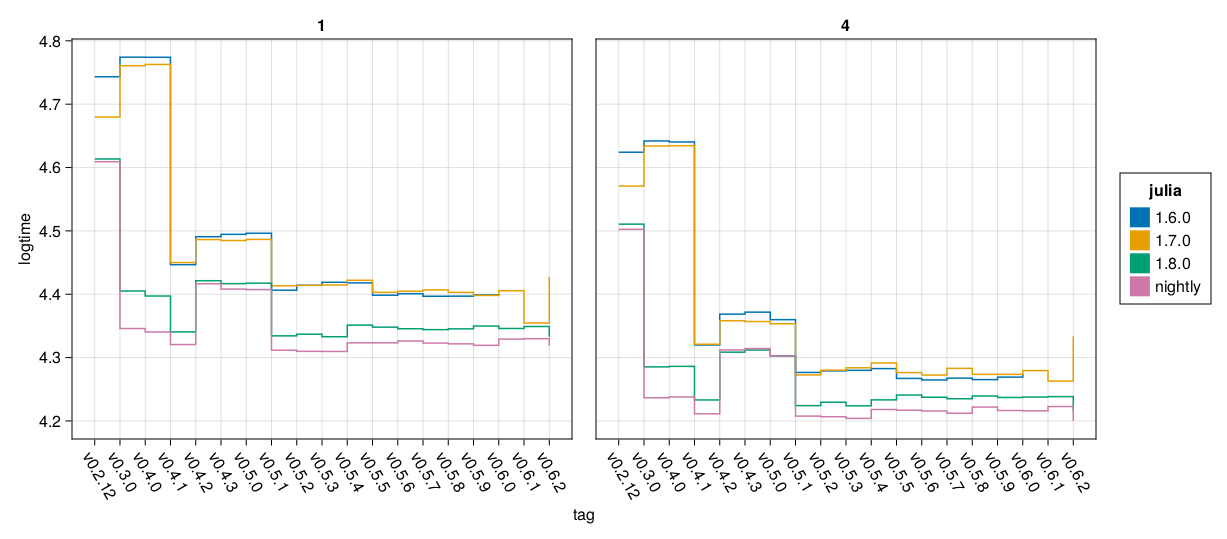 1
4
logtime
4.8
4.7
4.6
4.5
4.4
4.3
4.2
v0.2.12
v0.3.0
v0.4.0
v0.4.1
v0.4.2
v0.4.3
v0.5.0
v0.5.1
v0.5.2
v0.5.3
v0.5.4
v0.5.5
v0.5.6
v0.5.7
v0.5.8
v0.5.9
v0.6.0
v0.6.1
v0.6.2
v0.2.12
v0.3.0
v0.4.0
v0.4.1
v0.4.2
v0.4.3
v0.5.0
v0.5.1
v0.5.2
v0.5.3
v0.5.4
v0.5.5
v0.5.6
v0.5.7
v0.5.8
v0.5.9
v0.6.0
v0.6.1
v0.6.2
tag
julia
1.6.0
1.7.0
1.8.0
nightly